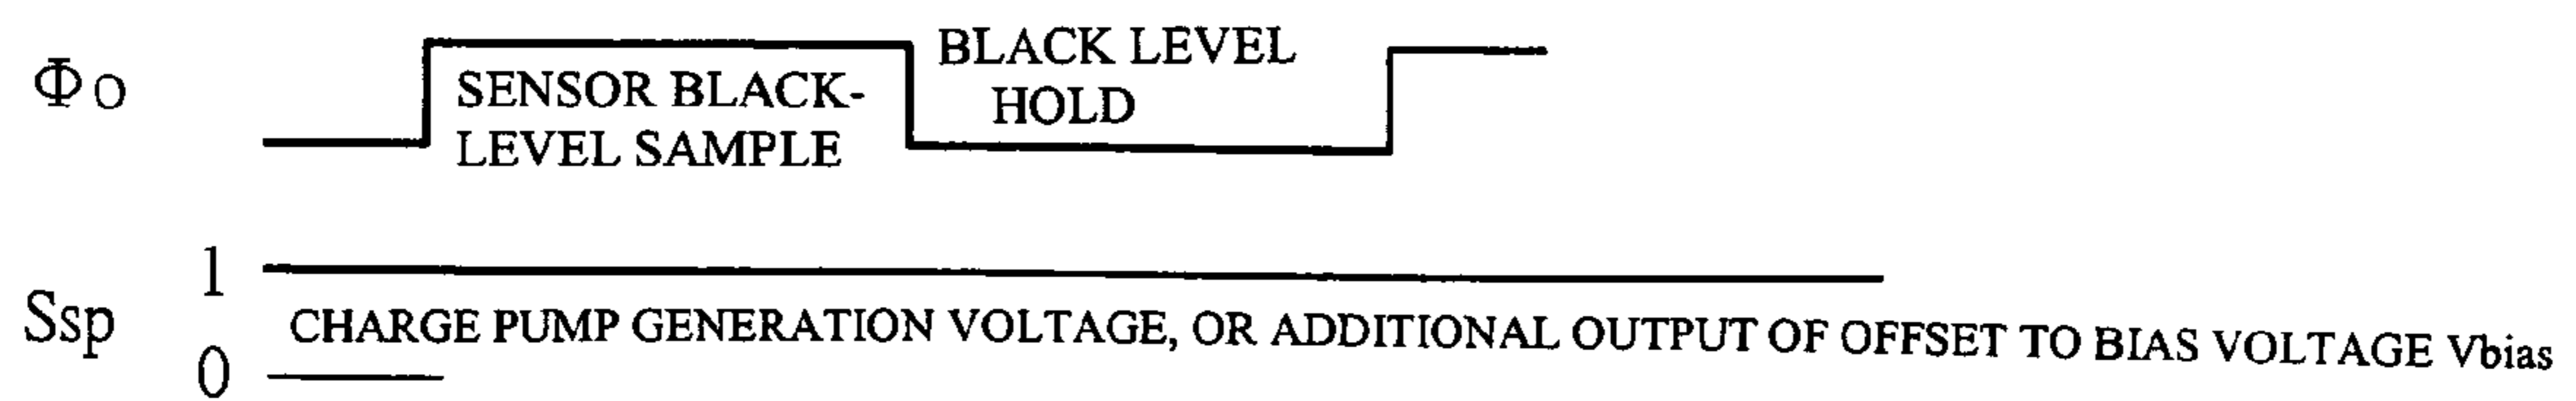 Φo
SENSOR BLACK-
LEVEL SAMPLE
BLACK LEVEL
HOLD
Ssp
1
0
CHARGE PUMP GENERATION VOLTAGE, OR ADDITIONAL OUTPUT OF OFFSET TO BIAS VOLTAGE Vbias